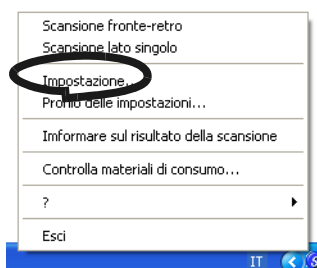 Scansione fronte-retro
Scansione lato singolo
Impostazione...
Profilo delle impostazioni...
Imformare sul risultato della scansione
Controlla materiali di consumo...
?
Esci
IT